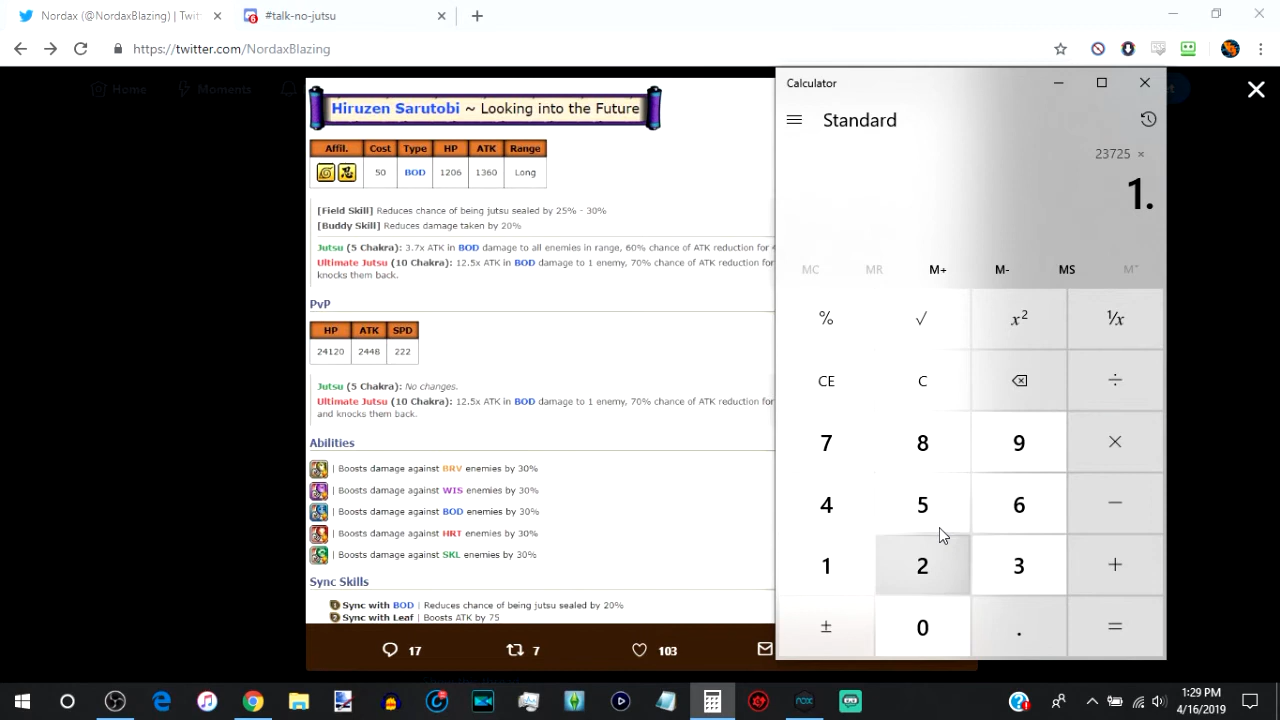 Nordax (@NordaxBlazing) | Twitt
#talk-no-jutsu
https://twitter.com/NordaxBlazing
Home
Moments
Hiruzen Sarutobi ~ Looking into the Future
Affil. Cost Type HP ATK Range
50 BOD 1206 1360 Long
[Field Skill] Reduces chance of being jutsu sealed by 25% - 30%
[Buddy Skill] Reduces damage taken by 20%
Jutsu (5 Chakra): 3.7x ATK in BOD damage to all enemies in range, 60% chance of ATK reduction for 4
Ultimate Jutsu (10 Chakra): 12.5x ATK in BOD damage to 1 enemy, 70% chance of ATK reduction for
knocks them back.
PvP
HP ATK SPD
24120 2448 222
Jutsu (5 Chakra): No changes.
Ultimate Jutsu (10 Chakra): 12.5x ATK in BOD damage to 1 enemy, 70% chance of ATK reduction for
and knocks them back.
Abilities
| Boosts damage against BRV enemies by 30%
| Boosts damage against WIS enemies by 30%
| Boosts damage against BOD enemies by 30%
| Boosts damage against HRT enemies by 30%
| Boosts damage against SKL enemies by 30%
Sync Skills
1 Sync with BOD | Reduces chance of being jutsu sealed by 20%
2 Sync with Leaf | Boosts ATK by 75
17 7 103
Calculator
Standard
23725 ×
1.
MC MR M+ M- MS M˅
% √ x² ¹/x
CE C ÷
7 8 9 ×
4 5 6 −
1 2 3 +
± 0 . =
1:29 PM
4/16/2019